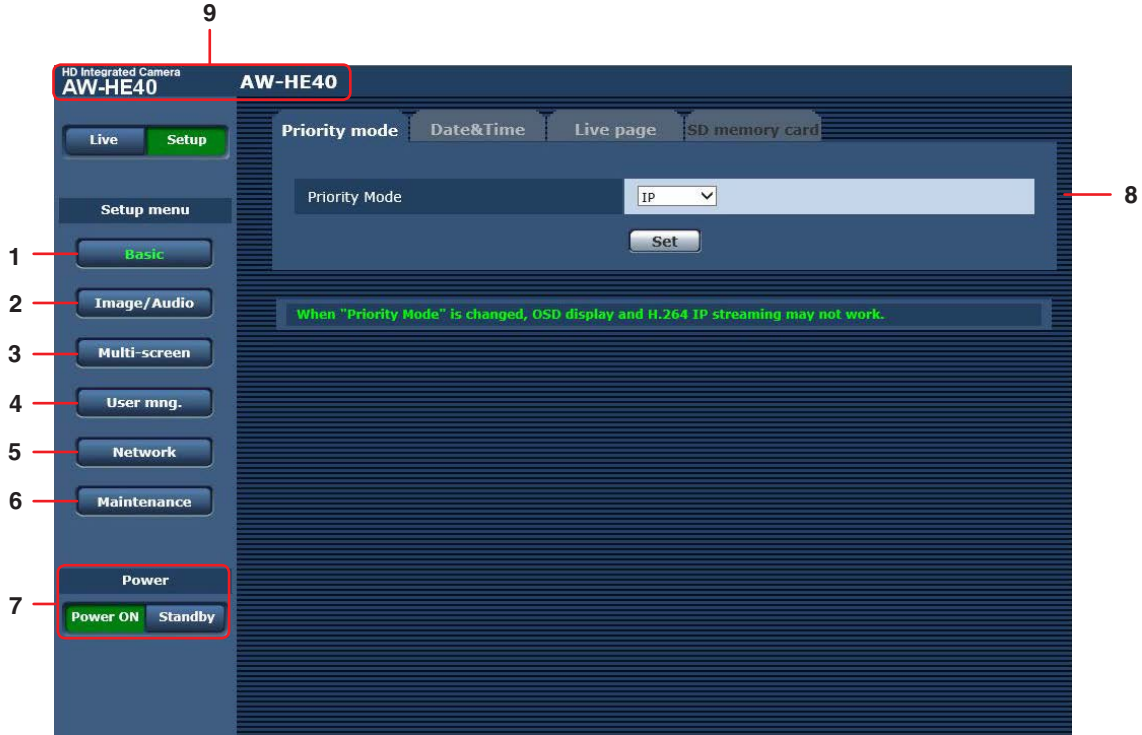 9
HD Integrated Camera
AW-HE40
AW-HE40
Live Setup
Priority mode Date&Time Live page SD memory card
Priority Mode IP
8
Set
Setup menu
1
Basic
2
Image/Audio
When "Priority Mode" is changed, OSD display and H.264 IP streaming may not work.
3
Multi-screen
4
User mng.
5
Network
6
Maintenance
Power
7
Power ON Standby